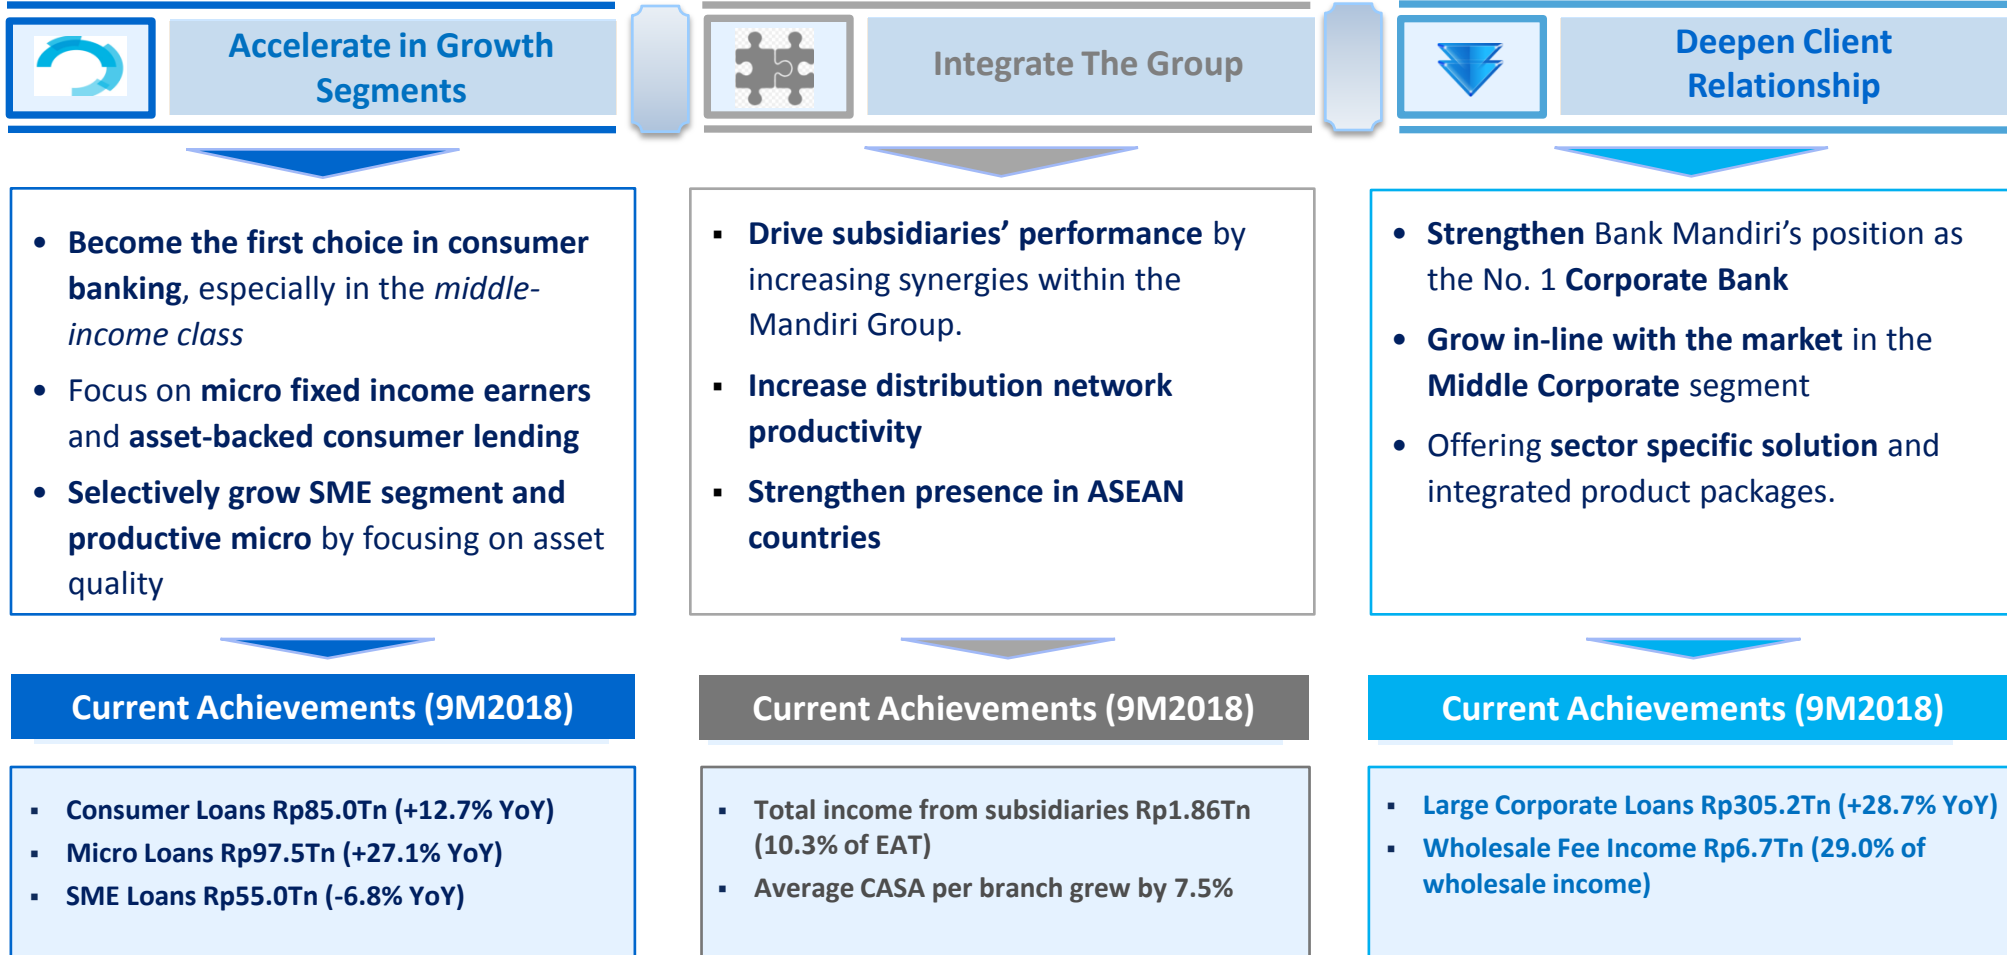 Accelerate in Growth
Segments
• Become the first choice in consumer
banking, especially in the middle-
income class
• Focus on micro fixed income earners
and asset-backed consumer lending
• Selectively grow SME segment and
productive micro by focusing on asset
quality
Current Achievements (9M2018)
▪ Consumer Loans Rp85.0Tn (+12.7% YoY)
▪ Micro Loans Rp97.5Tn (+27.1% YoY)
▪ SME Loans Rp55.0Tn (-6.8% YoY)
Integrate The Group
▪ Drive subsidiaries’ performance by
increasing synergies within the
Mandiri Group.
▪ Increase distribution network
productivity
▪ Strengthen presence in ASEAN
countries
Current Achievements (9M2018)
▪ Total income from subsidiaries Rp1.86Tn
(10.3% of EAT)
▪ Average CASA per branch grew by 7.5%
Deepen Client
Relationship
• Strengthen Bank Mandiri’s position as
the No. 1 Corporate Bank
• Grow in-line with the market in the
Middle Corporate segment
• Offering sector specific solution and
integrated product packages.
Current Achievements (9M2018)
▪ Large Corporate Loans Rp305.2Tn (+28.7% YoY)
▪ Wholesale Fee Income Rp6.7Tn (29.0% of
wholesale income)